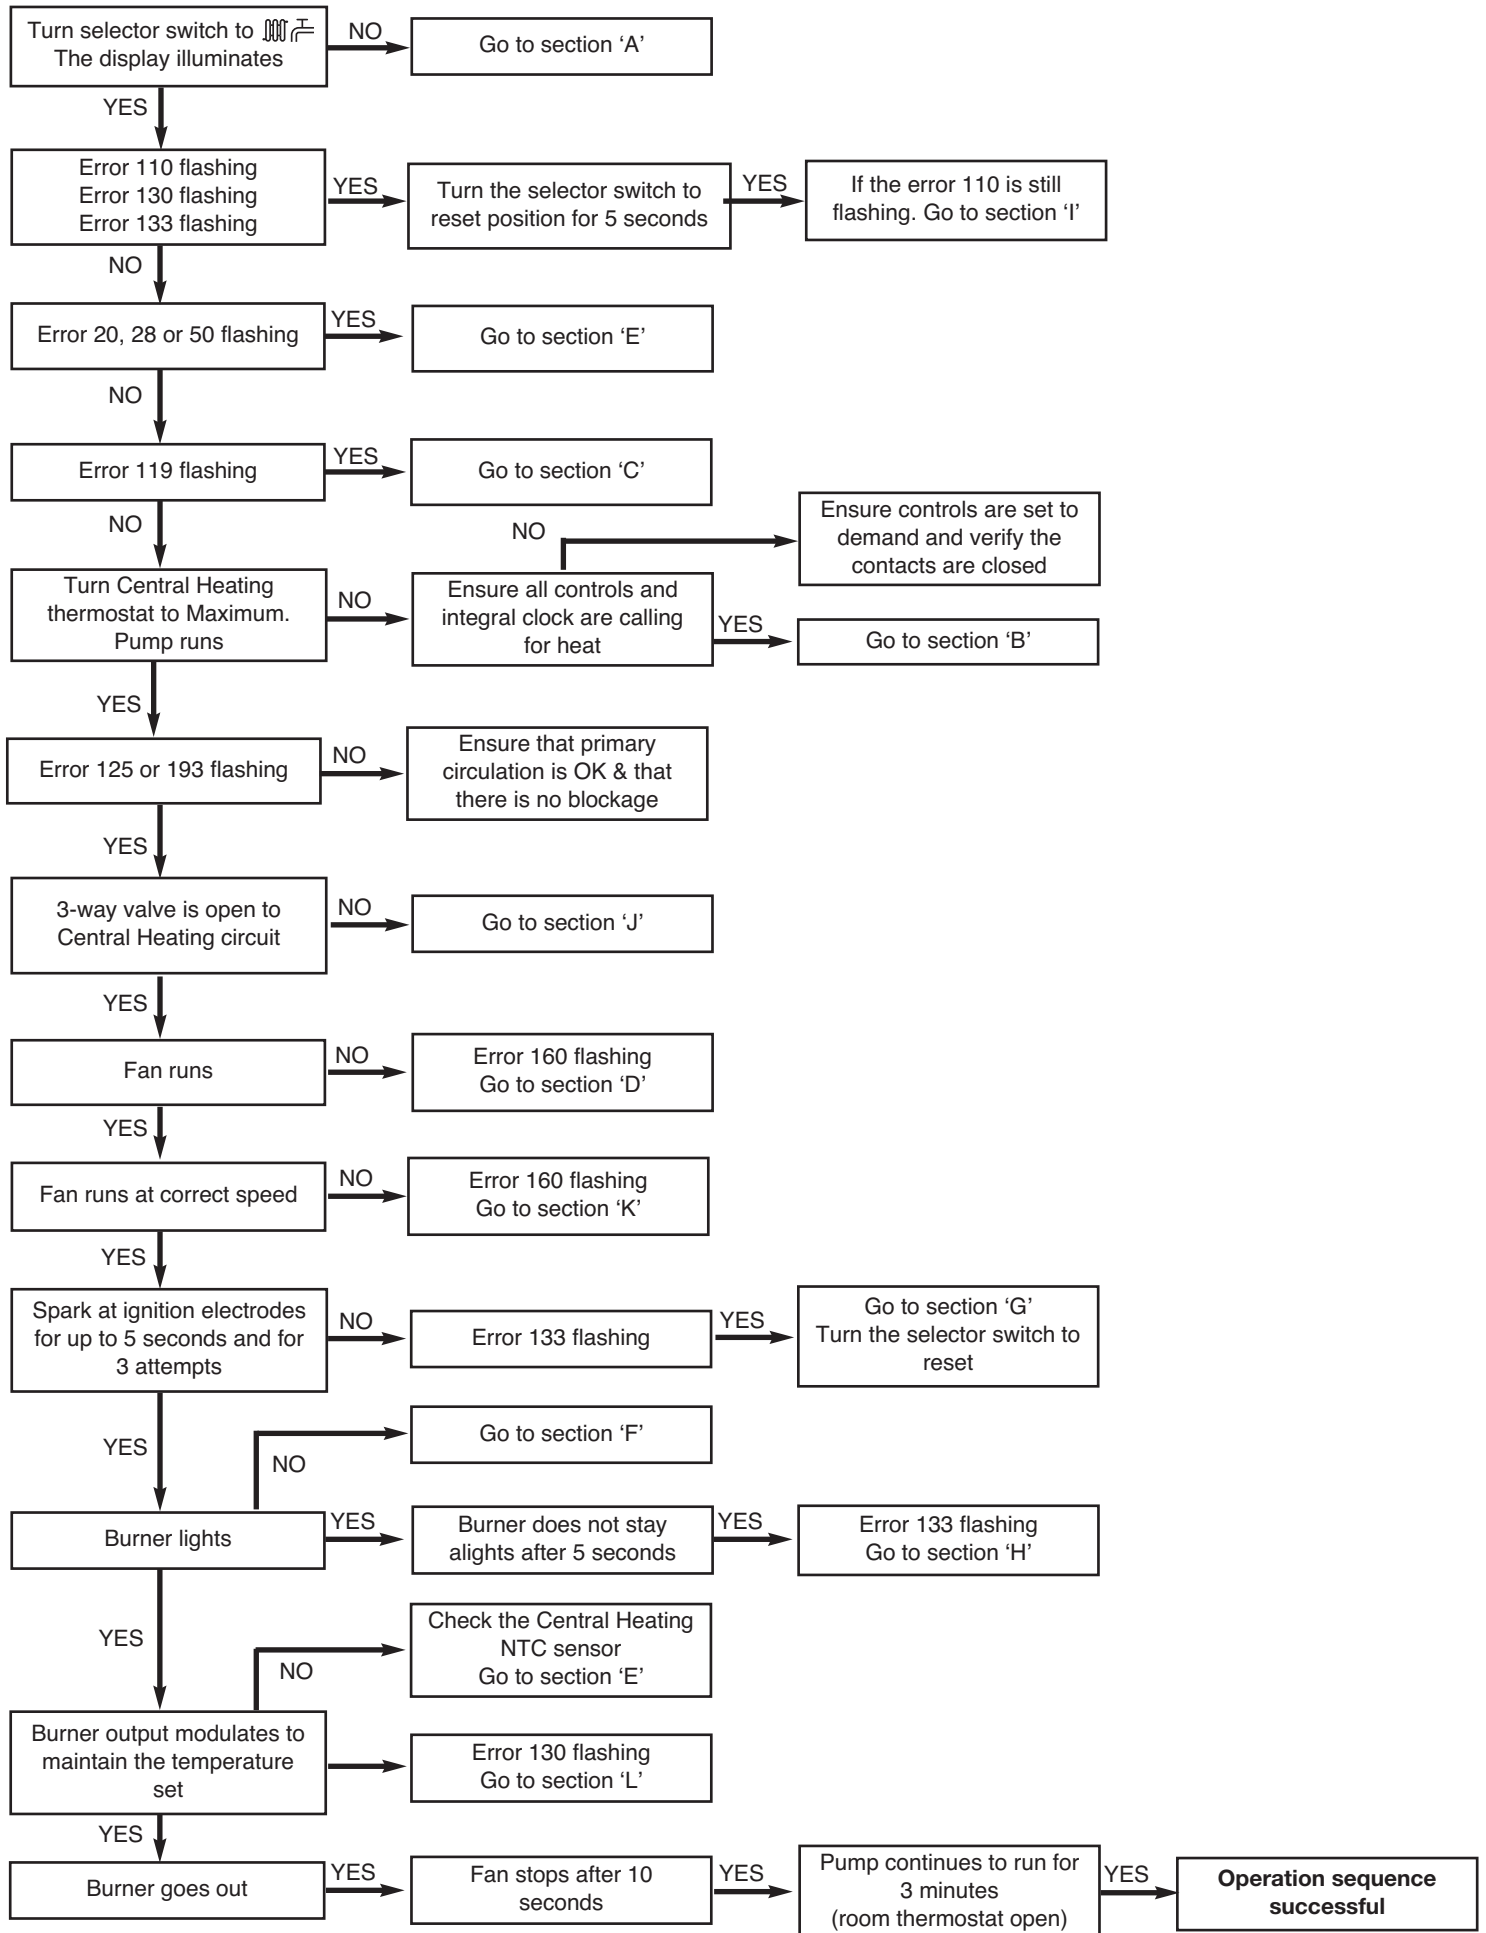 Turn selector switch to
The display illuminates
NO
Go to section ‘A’
YES
Error 110 flashing
Error 130 flashing
Error 133 flashing
YES
Turn the selector switch to
reset position for 5 seconds
YES
If the error 110 is still
flashing. Go to section ‘I’
NO
Error 20, 28 or 50 flashing
YES
Go to section ‘E’
NO
Error 119 flashing
YES
Go to section ‘C’
NO
Turn Central Heating
thermostat to Maximum.
Pump runs
NO
Ensure all controls and
integral clock are calling
for heat
NO
Ensure controls are set to
demand and verify the
contacts are closed
YES
Go to section ‘B’
YES
Error 125 or 193 flashing
NO
Ensure that primary
circulation is OK & that
there is no blockage
YES
3-way valve is open to
Central Heating circuit
NO
Go to section ‘J’
YES
Fan runs
NO
Error 160 flashing
Go to section ‘D’
YES
Fan runs at correct speed
NO
Error 160 flashing
Go to section ‘K’
YES
Spark at ignition electrodes
for up to 5 seconds and for
3 attempts
NO
Error 133 flashing
YES
Go to section ‘G’
Turn the selector switch to
reset
YES
NO
Go to section ‘F’
Burner lights
YES
Burner does not stay
alights after 5 seconds
YES
Error 133 flashing
Go to section ‘H’
YES
NO
Check the Central Heating
NTC sensor
Go to section ‘E’
Burner output modulates to
maintain the temperature
set
Error 130 flashing
Go to section ‘L’
YES
Burner goes out
YES
Fan stops after 10
seconds
YES
Pump continues to run for
3 minutes
(room thermostat open)
YES
Operation sequence
successful